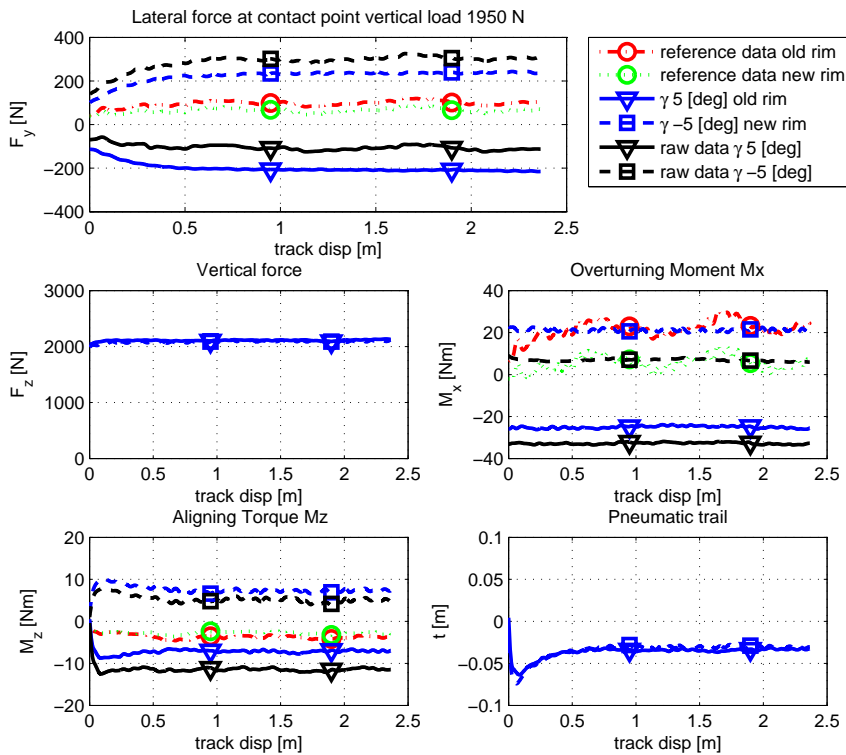 Lateral force at contact point vertical load 1950 N
400
200
0
−200
−400
F_y [N]
0 0.5 1 1.5 2 2.5
track disp [m]
reference data old rim
reference data new rim
γ 5 [deg] old rim
γ −5 [deg] new rim
raw data γ 5 [deg]
raw data γ −5 [deg]
Vertical force
3000
2000
1000
0
F_z [N]
0 0.5 1 1.5 2 2.5
track disp [m]
Overturning Moment Mx
40
20
0
−20
−40
M_x [Nm]
0 0.5 1 1.5 2 2.5
track disp [m]
Aligning Torque Mz
20
10
0
−10
−20
M_z [Nm]
0 0.5 1 1.5 2 2.5
track disp [m]
Pneumatic trail
0.1
0.05
0
−0.05
−0.1
t [m]
0 0.5 1 1.5 2 2.5
track disp [m]